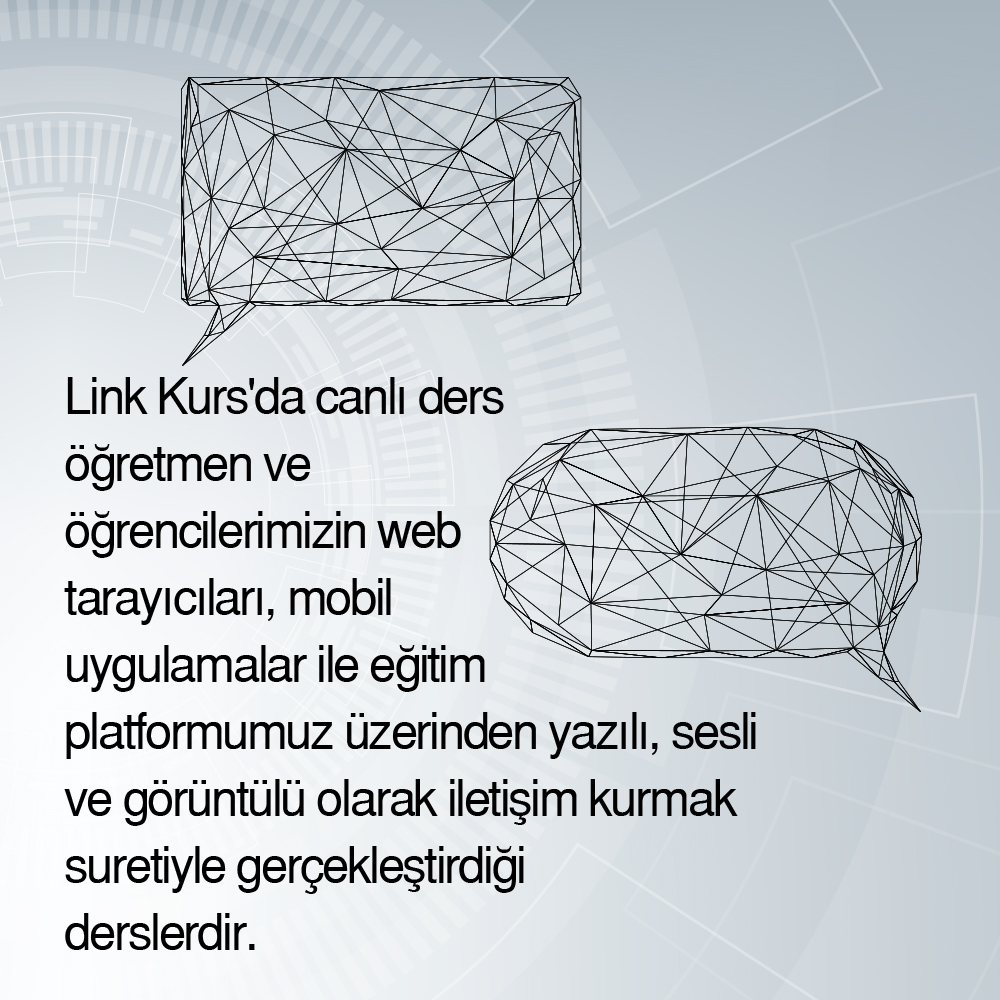 Link Kurs'da canlı ders
öğretmen ve
öğrencilerimizin web
tarayıcıları, mobil
uygulamalar ile eğitim
platformumuz üzerinden yazılı, sesli
ve görüntülü olarak iletişim kurmak
suretiyle gerçekleştirdiği
derslerdir.